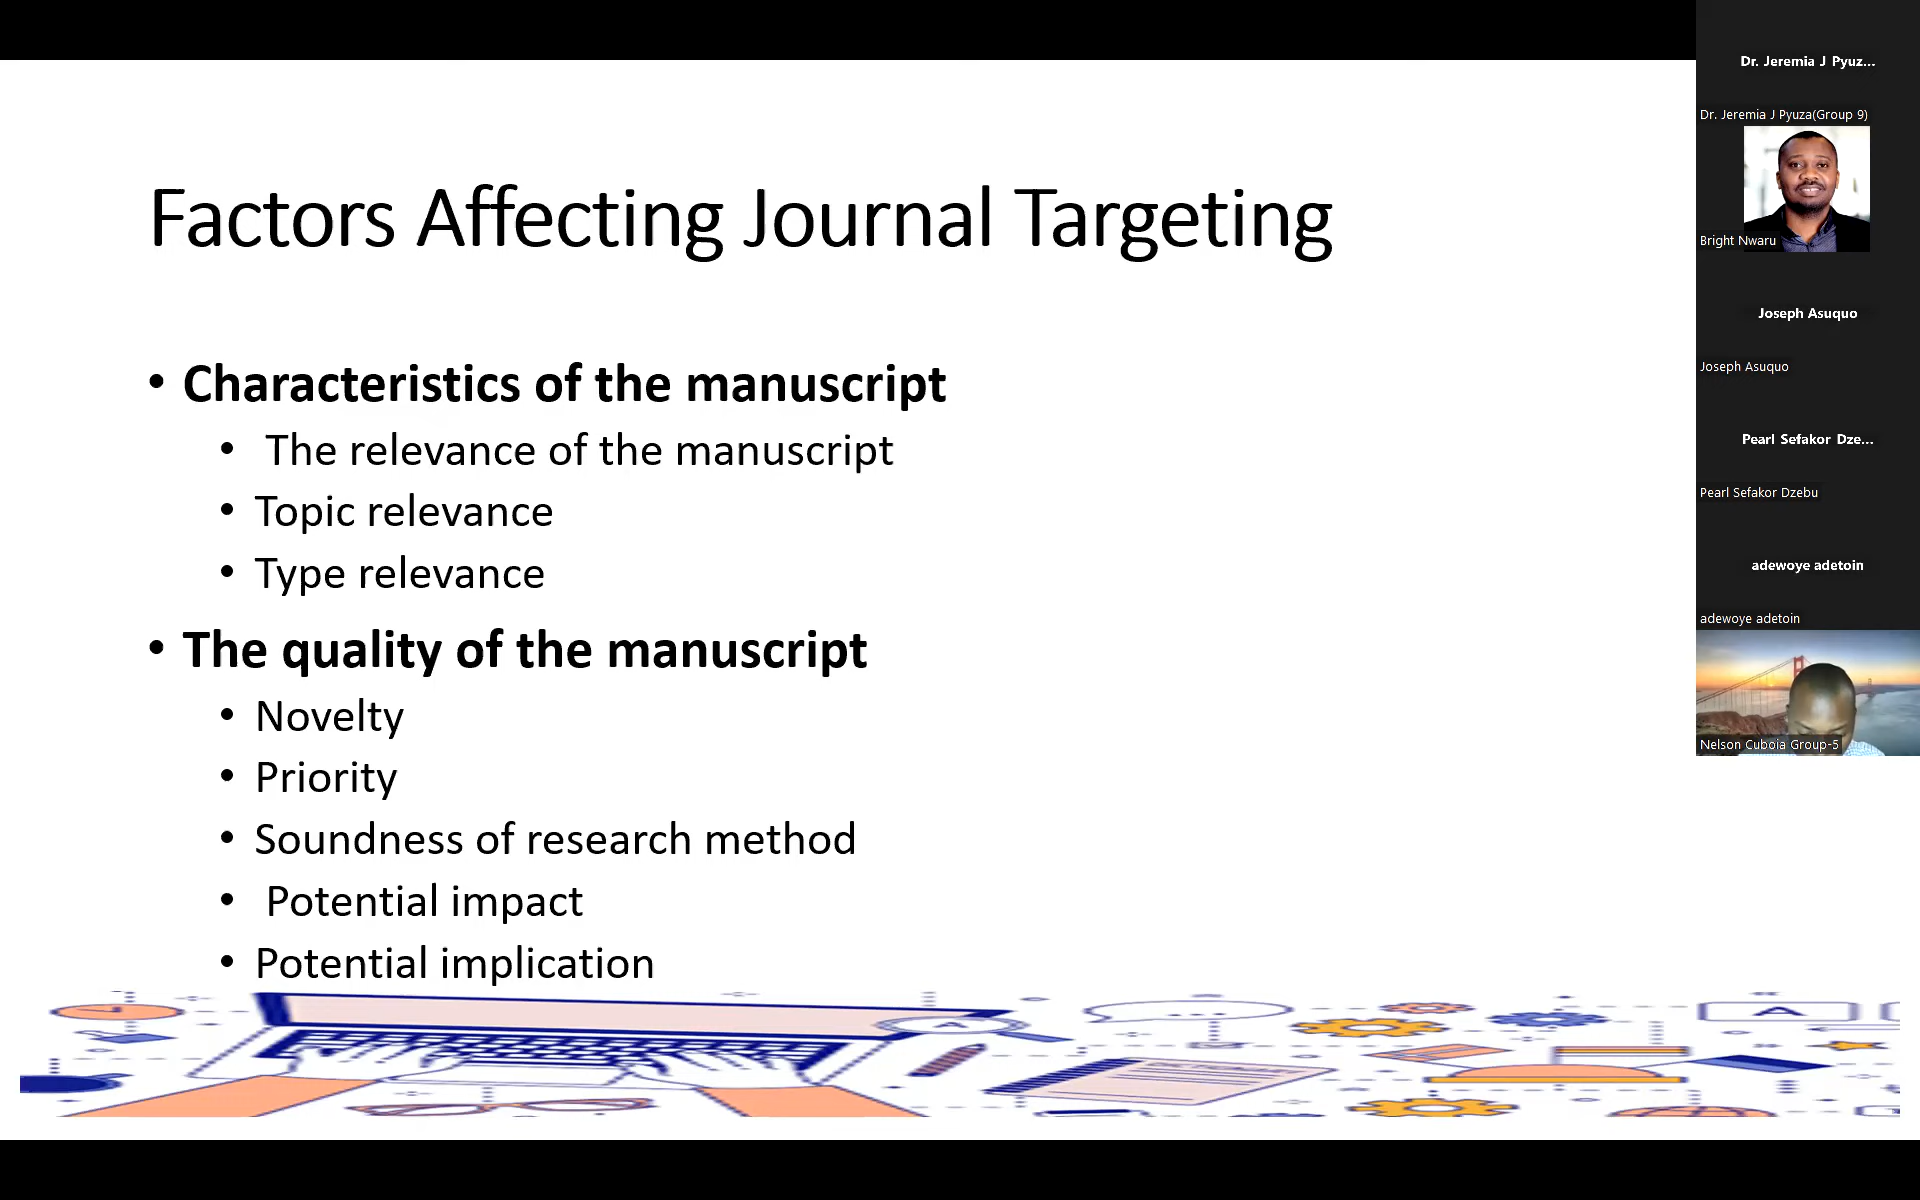 Factors Affecting Journal Targeting
• Characteristics of the manuscript
• The relevance of the manuscript
• Topic relevance
• Type relevance
• The quality of the manuscript
• Novelty
• Priority
• Soundness of research method
• Potential impact
• Potential implication
A
A
Dr. Jeremia J Pyuz...
Dr. Jeremia J Pyuza(Group 9)
Bright Nwaru
Joseph Asuquo
Joseph Asuquo
Pearl Sefakor Dze...
Pearl Sefakor Dzebu
adewoye adetoin
adewoye adetoin
Nelson Cuboia Group-5